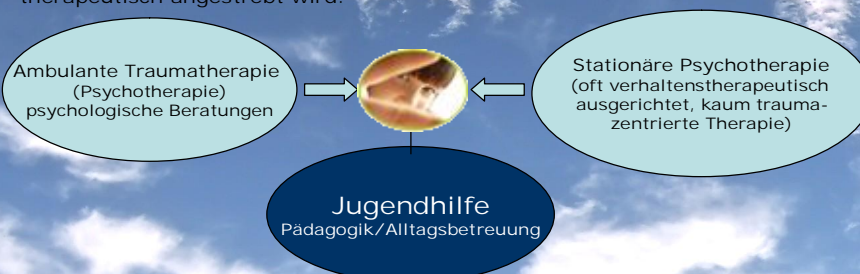 therapeutisch angestrebt wird.
Ambulante Traumatherapie
(Psychotherapie)
psychologische Beratungen
Stationäre Psychotherapie
(oft verhaltenstherapeutisch
ausgerichtet, kaum trauma-
zentrierte Therapie)
Jugendhilfe
Pädagogik/Alltagsbetreuung